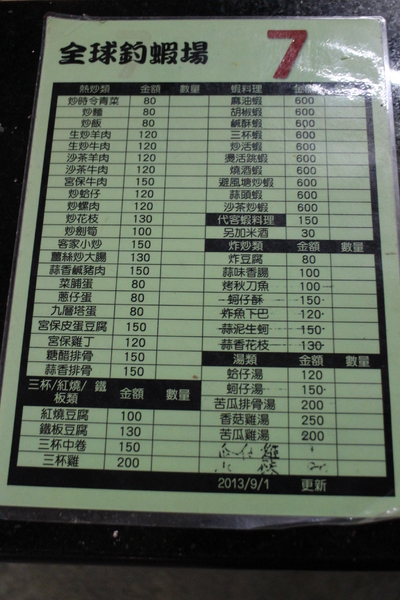 全球釣蝦場 7
熱炒類 金額 數量
炒時令青菜 80
炒麵 80
炒飯 80
生炒羊肉 120
生炒牛肉 120
沙茶羊肉 120
沙茶牛肉 120
宮保牛肉 150
炒蛤仔 120
炒螺肉 120
炒花枝 130
炒劍筍 100
客家小炒 150
薑絲炒大腸 130
蒜香鹹豬肉 150
菜脯蛋 80
蔥仔蛋 80
九層塔蛋 80
宮保皮蛋豆腐 150
宮保雞丁 120
糖醋排骨 150
蒜香排骨 150
三杯/紅燒/ 鐵板類 金額 數量
紅燒豆腐 100
鐵板豆腐 130
三杯中卷 150
三杯雞 200
蝦料理 金額
麻油蝦 600
胡椒蝦 600
鹹酥蝦 600
三杯蝦 600
炒活蝦 600
燙活跳蝦 600
燒酒蝦 600
避風塘炒蝦 600
蒜頭蝦 600
沙茶炒蝦 600
代客蝦料理 150
另加米酒 30
炸炒類 金額 數量
炸豆腐 80
蒜味香腸 100
烤秋刀魚 100
蚵仔酥 150
炸魚下巴 120
蒜泥生蚵 150
蒜香花枝 130
湯類 金額 數量
蛤仔湯 120
蚵仔湯 150
苦瓜排骨湯 200
香菇雞湯 250
苦瓜雞湯 200
2013/9/1 更新